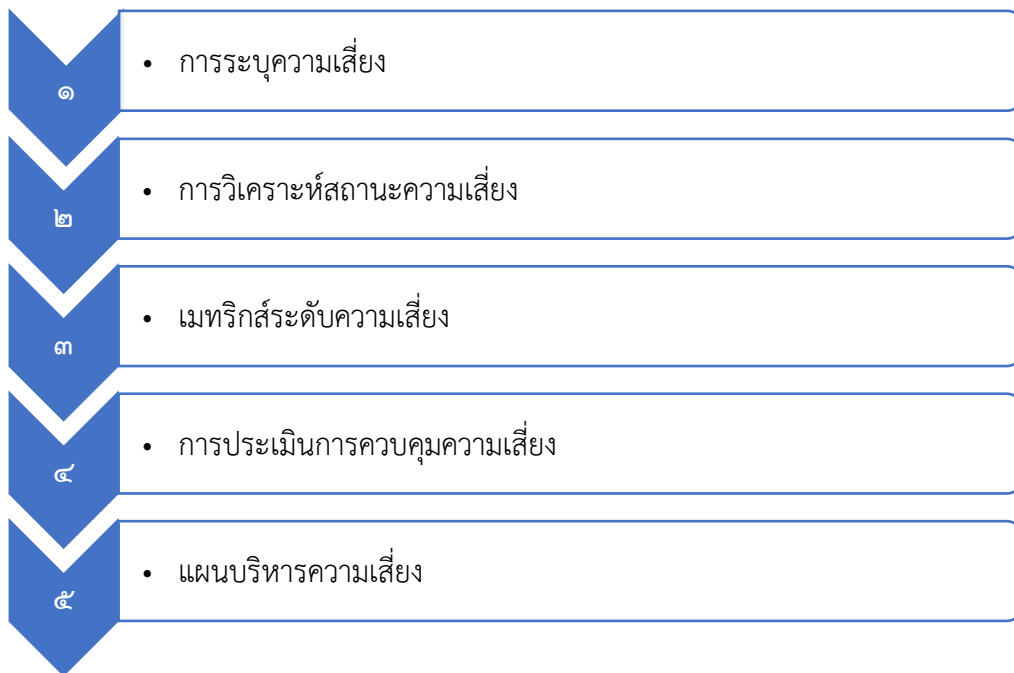 ๑
• การระบุความเสี่ยง
๒
• การวิเคราะห์สถานะความเสี่ยง
๓
• เมทริกส์ระดับความเสี่ยง
๔
• การประเมินการควบคุมความเสี่ยง
๕
• แผนบริหารความเสี่ยง